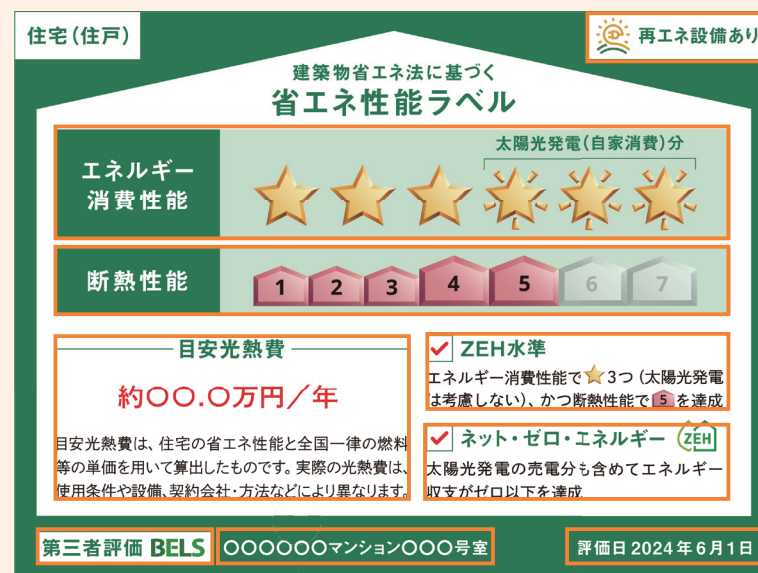 住宅（住戸）
再エネ設備あり
建築物省エネ法に基づく
省エネ性能ラベル
太陽光発電（自家消費）分
エネルギー
消費性能
断熱性能
1 2 3 4 5 6 7
目安光熱費
約〇〇.〇万円／年
目安光熱費は、住宅の省エネ性能と全国一律の燃料
等の単価を用いて算出したものです。実際の光熱費は、
使用条件や設備、契約会社・方法などにより異なります。
ZEH水準
エネルギー消費性能で⭐3つ（太陽光発電
は考慮しない）、かつ断熱性能で5を達成
ネット・ゼロ・エネルギー ZEH
太陽光発電の売電分も含めてエネルギー
収支がゼロ以下を達成
第三者評価 BELS
〇〇〇〇〇〇マンション〇〇〇号室
評価日2024年6月1日